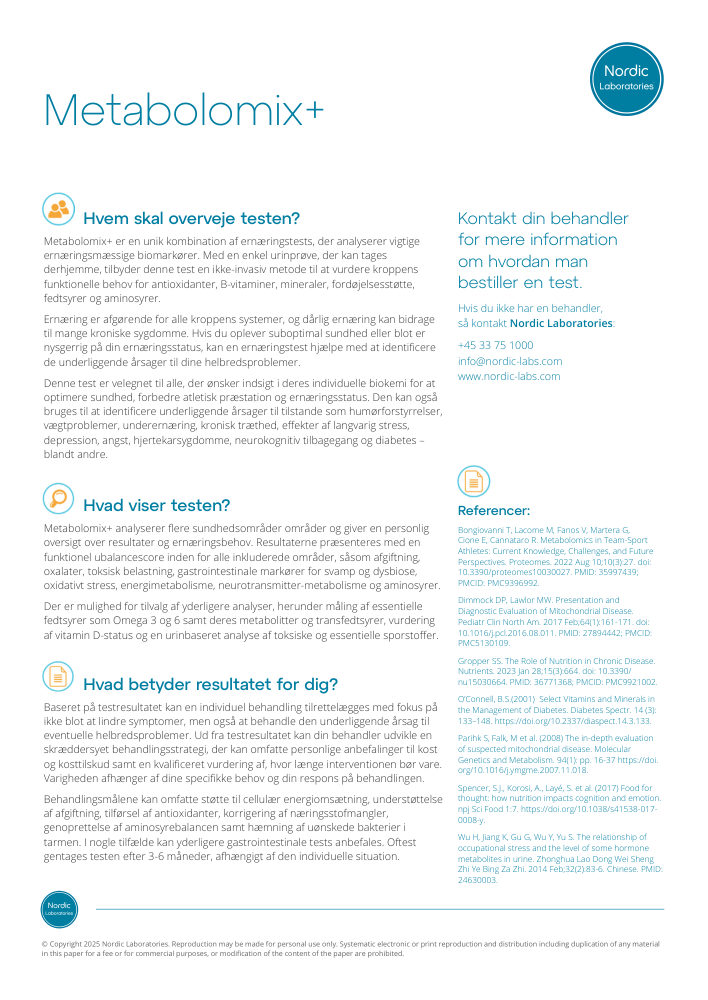 Nordic
Laboratories
Metabolomix+
Hvem skal overveje testen?
Metabolomix+ er en unik kombination af ernæringstests, der analyserer vigtige
ernæringsmæssige biomarkører. Med en enkel urinprøve, der kan tages
derhjemme, tilbyder denne test en ikke-invasiv metode til at vurdere kroppens
funktionelle behov for antioxidanter, B-vitaminer, mineraler, fordøjelsesstøtte,
fedtsyrer og aminosyrer.
Ernæring er afgørende for alle kroppens systemer, og dårlig ernæring kan bidrage
til mange kroniske sygdomme. Hvis du oplever suboptimal sundhed eller blot er
nysgerrig på din ernæringsstatus, kan en ernæringstest hjælpe med at identificere
de underliggende årsager til dine helbredsproblemer.
Denne test er velegnet til alle, der ønsker indsigt i deres individuelle biokemi for at
optimere sundhed, forbedre atletisk præstation og ernæringsstatus. Den kan også
bruges til at identificere underliggende årsager til tilstande som humørforstyrrelser,
vægtproblemer, underernæring, kronisk træthed, effekter af langvarig stress,
depression, angst, hjertekarsygdomme, neurokognitiv tilbagegang og diabetes –
blandt andre.
Hvad viser testen?
Metabolomix+ analyserer flere sundhedsområder områder og giver en personlig
oversigt over resultater og ernæringsbehov. Resultaterne præsenteres med en
funktionel ubalancescore inden for alle inkluderede områder, såsom afgiftning,
oxalater, toksisk belastning, gastrointestinale markører for svamp og dysbiose,
oxidativt stress, energimetabolisme, neurotransmitter-metabolisme og aminosyrer.
Der er mulighed for tilvalg af yderligere analyser, herunder måling af essentielle
fedtsyrer som Omega 3 og 6 samt deres metabolitter og transfedtsyrer, vurdering
af vitamin D-status og en urinbaseret analyse af toksiske og essentielle sporstoffer.
Hvad betyder resultatet for dig?
Baseret på testresultatet kan en individuel behandling tilrettelægges med fokus på
ikke blot at lindre symptomer, men også at behandle den underliggende årsag til
eventuelle helbredsproblemer. Ud fra testresultatet kan din behandler udvikle en
skræddersyet behandlingsstrategi, der kan omfatte personlige anbefalinger til kost
og kosttilskud samt en kvalificeret vurdering af, hvor længe interventionen bør vare.
Varigheden afhænger af dine specifikke behov og din respons på behandlingen.
Behandlingsmålene kan omfatte støtte til cellulær energiomsætning, understøttelse
af afgiftning, tilførsel af antioxidanter, korrigering af næringsstofmangler,
genoprettelse af aminosyrebalancen samt hæmning af uønskede bakterier i
tarmen. I nogle tilfælde kan yderligere gastrointestinale tests anbefales. Oftest
gentages testen efter 3-6 måneder, afhængigt af den individuelle situation.
Kontakt din behandler
for mere information
om hvordan man
bestiller en test.
Hvis du ikke har en behandler,
så kontakt Nordic Laboratories.
+45 33 75 1000
info@nordic-labs.com
www.nordic-labs.com
Referencer:
Bongiovanni T, Lacome M, Fanos V, Martera G,
Cione E, Cannataro R. Metabolomics in Team-Sport
Athletes: Current Knowledge, Challenges, and Future
Perspectives. Proteomes. 2022 Aug 10;10(3):27. doi:
10.3390/proteomes10030027. PMID: 35997439;
PMCID: PMC9396992.
Dimmock DP, Lawlor MW. Presentation and
Diagnostic Evaluation of Mitochondrial Disease.
Pediatr Clin North Am. 2017 Feb;64(1):161-171. doi:
10.1016/j.pcl.2016.08.011. PMID: 27894442; PMCID:
PMC5130109.
Gropper SS. The Role of Nutrition in Chronic Disease.
Nutrients. 2023 Jan 28;15(3):664. doi: 10.3390/
nu15030664. PMID: 36771368; PMCID: PMC9921002.
O'Connell, B.S.(2001)  Select Vitamins and Minerals in
the Management of Diabetes. Diabetes Spectr. 14 (3):
133–148. https://doi.org/10.2337/diaspect.14.3.133.
Parihk S, Falk, M et al. (2008) The in-depth evaluation
of suspected mitochondrial disease. Molecular
Genetics and Metabolism. 94(1): pp. 16-37 https://doi.
org/10.1016/j.ymgme.2007.11.018.
Spencer, S.J., Korosi, A., Layé, S. et al. (2017) Food for
thought: how nutrition impacts cognition and emotion.
npj Sci Food 1:7. https://doi.org/10.1038/s41538-017-
0008-y.
Wu H, Jiang K, Gu G, Wu Y, Yu S. The relationship of
occupational stress and the level of some hormone
metabolites in urine. Zhonghua Lao Dong Wei Sheng
Zhi Ye Bing Za Zhi. 2014 Feb;32(2):83-6. Chinese. PMID:
24630003.
Nordic
Laboratories
© Copyright 2025 Nordic Laboratories. Reproduction may be made for personal use only. Systematic electronic or print reproduction and distribution including duplication of any material
in this paper for a fee or for commercial purposes, or modification of the content of the paper are prohibited.